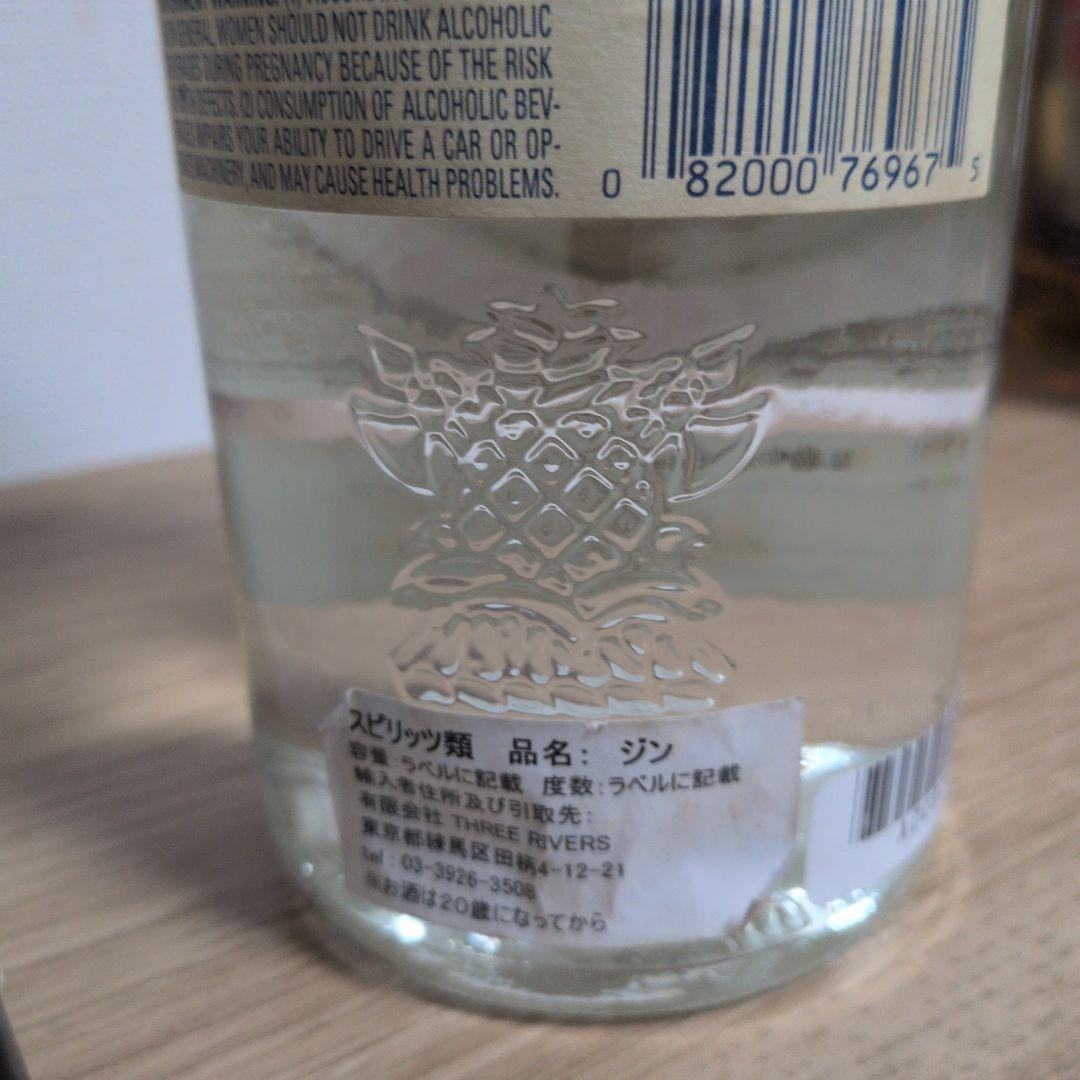 GENERAL, WOMEN SHOULD NOT DRINK ALCOHOLIC
DURING PREGNANCY BECAUSE OF THE RISK
DEFECTS. (2) CONSUMPTION OF ALCOHOLIC BEV-
IMPAIRS YOUR ABILITY TO DRIVE A CAR OR OP-
MACHINERY, AND MAY CAUSE HEALTH PROBLEMS.
0 82000 76967 5
スピリッツ類 品名: ジン
容量:ラベルに記載 度数:ラベルに記載
輸入者住所及び引取先:
有限会社 THREE RIVERS
東京都練馬区田柄4-12-21
tel : 03-3926-3508
※お酒は20歳になってから